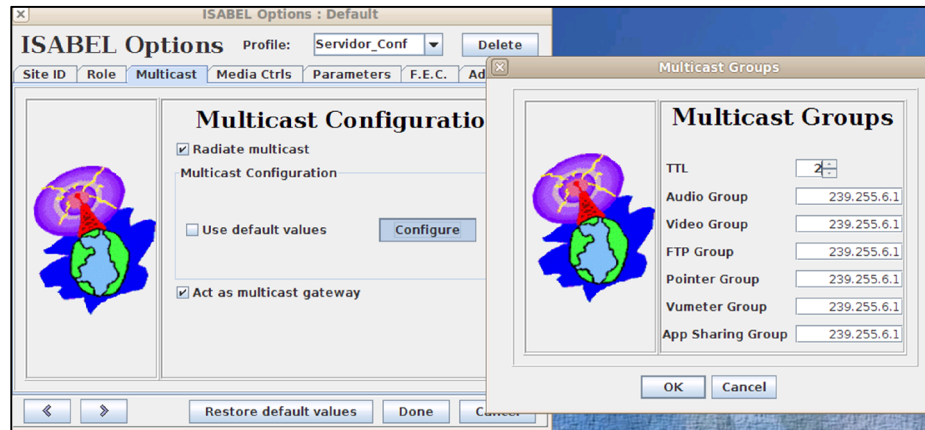 ISABEL Options : Default
ISABEL Options Profile: Servidor_Conf Delete
Site ID Role Multicast Media Ctrls Parameters F.E.C. Ad
Multicast Configuratio
Radiate multicast
Multicast Configuration
Use default values Configure
Act as multicast gateway
Restore default values Done
Multicast Groups
Multicast Groups
TTL 2
Audio Group 239.255.6.1
Video Group 239.255.6.1
FTP Group 239.255.6.1
Pointer Group 239.255.6.1
Vumeter Group 239.255.6.1
App Sharing Group 239.255.6.1
OK Cancel